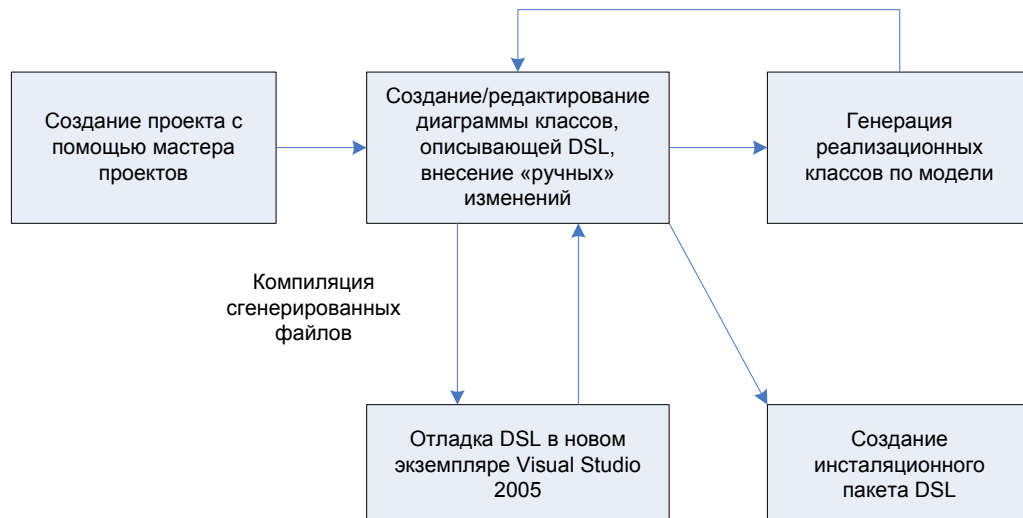 Создание проекта с
помощью мастера
проектов
Создание/редактирование
диаграммы классов,
описывающей DSL,
внесение «ручных»
изменений
Генерация
реализационных
классов по модели
Компиляция
сгенерированных
файлов
Отладка DSL в новом
экземпляре Visual Studio
2005
Создание
инсталяционного
пакета DSL